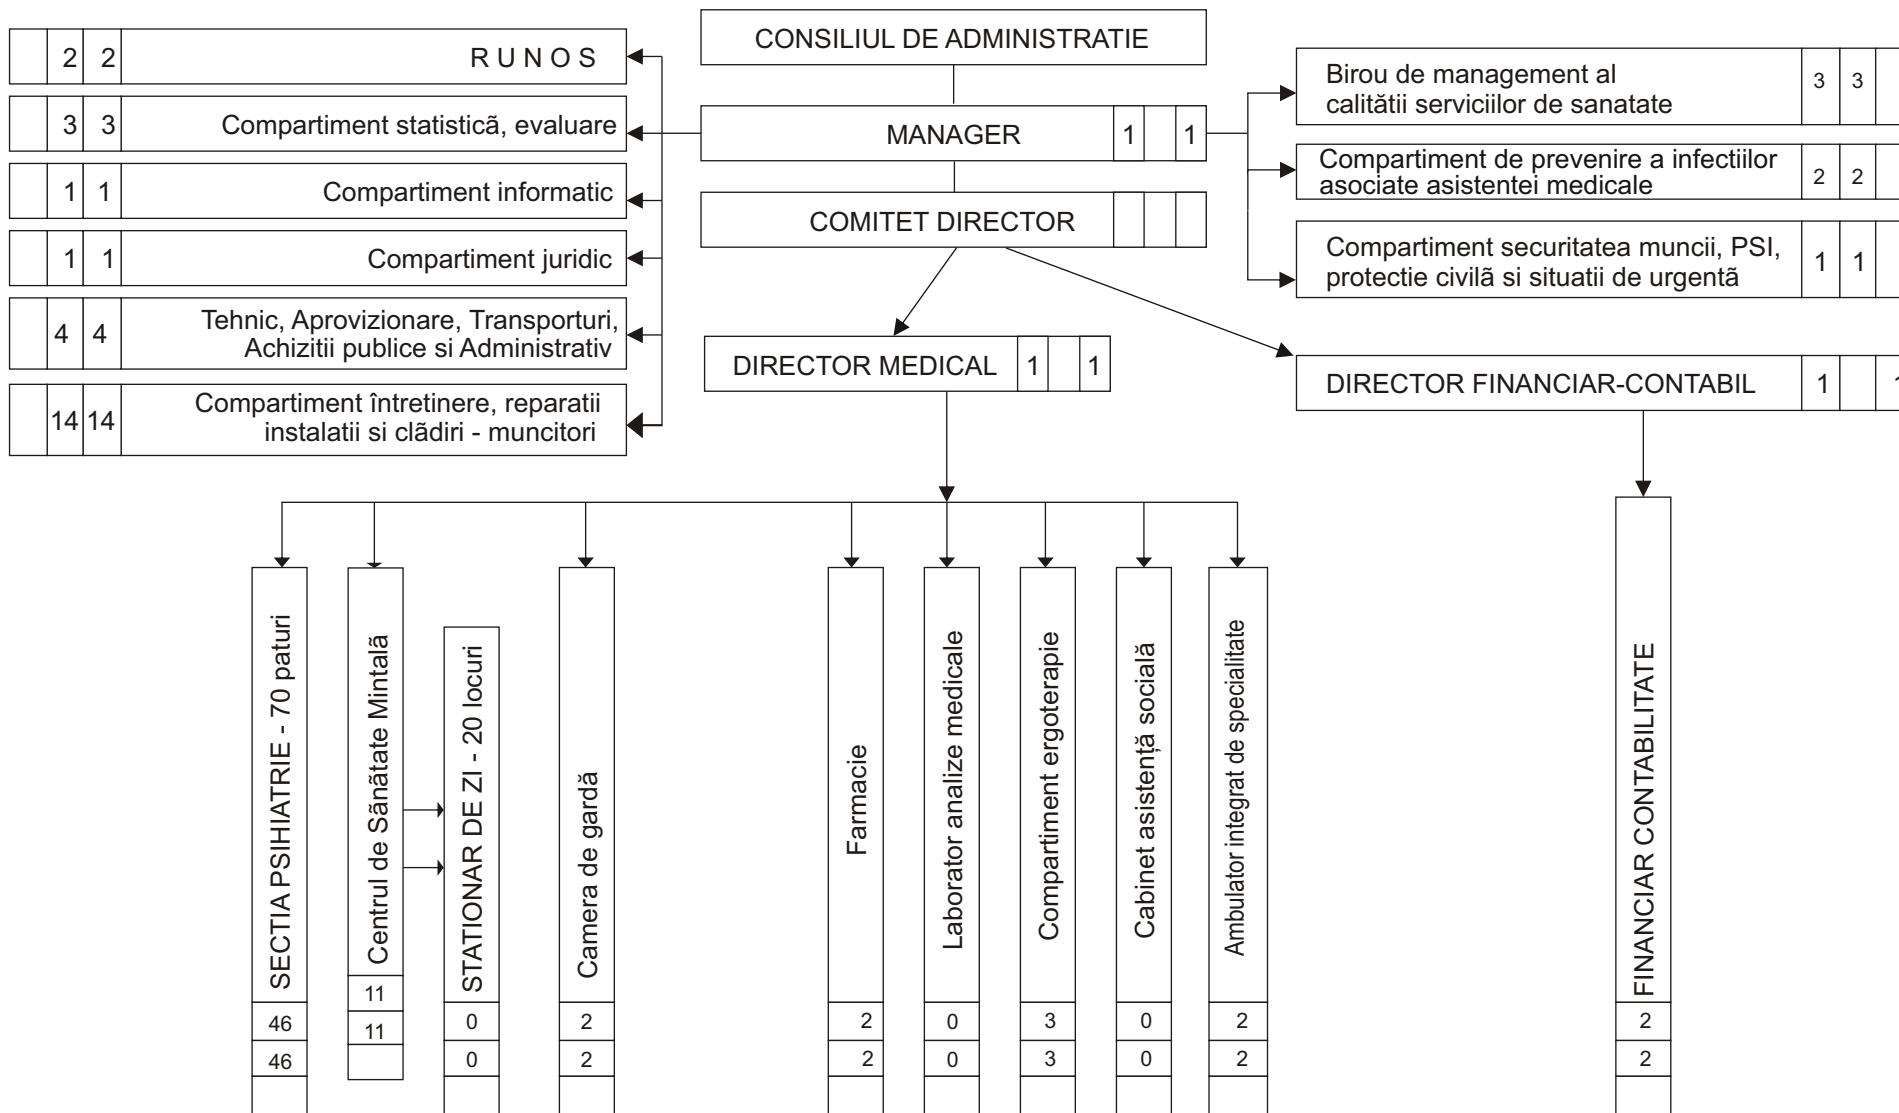 CONSILIUL DE ADMINISTRATIE
2 2 R U N O S
3 3 Compartiment statisticã, evaluare
1 1 Compartiment informatic
1 1 Compartiment juridic
4 4 Tehnic, Aprovizionare, Transporturi,
Achizitii publice si Administrativ
14 14 Compartiment întretinere, reparatii
instalatii si clãdiri - muncitori
MANAGER 1 1
COMITET DIRECTOR
Birou de management al
calitãtii serviciilor de sanatate 3 3
Compartiment de prevenire a infectiilor
asociate asistentei medicale 2 2
Compartiment securitatea muncii, PSI,
protectie civilã si situatii de urgentã 1 1
DIRECTOR MEDICAL 1 1
DIRECTOR FINANCIAR-CONTABIL 1 1
SECTIA PSIHIATRIE - 70 paturi
46
46
Centrul de Sãnãtate Mintalã
11
11
STATIONAR DE ZI - 20 locuri
0
0
Camera de gardã
2
2
Farmacie
2
2
Laborator analize medicale
0
0
Compartiment ergoterapie
3
3
Cabinet asistență socială
0
0
Ambulator integrat de specialitate
2
2
FINANCIAR CONTABILITATE
2
2